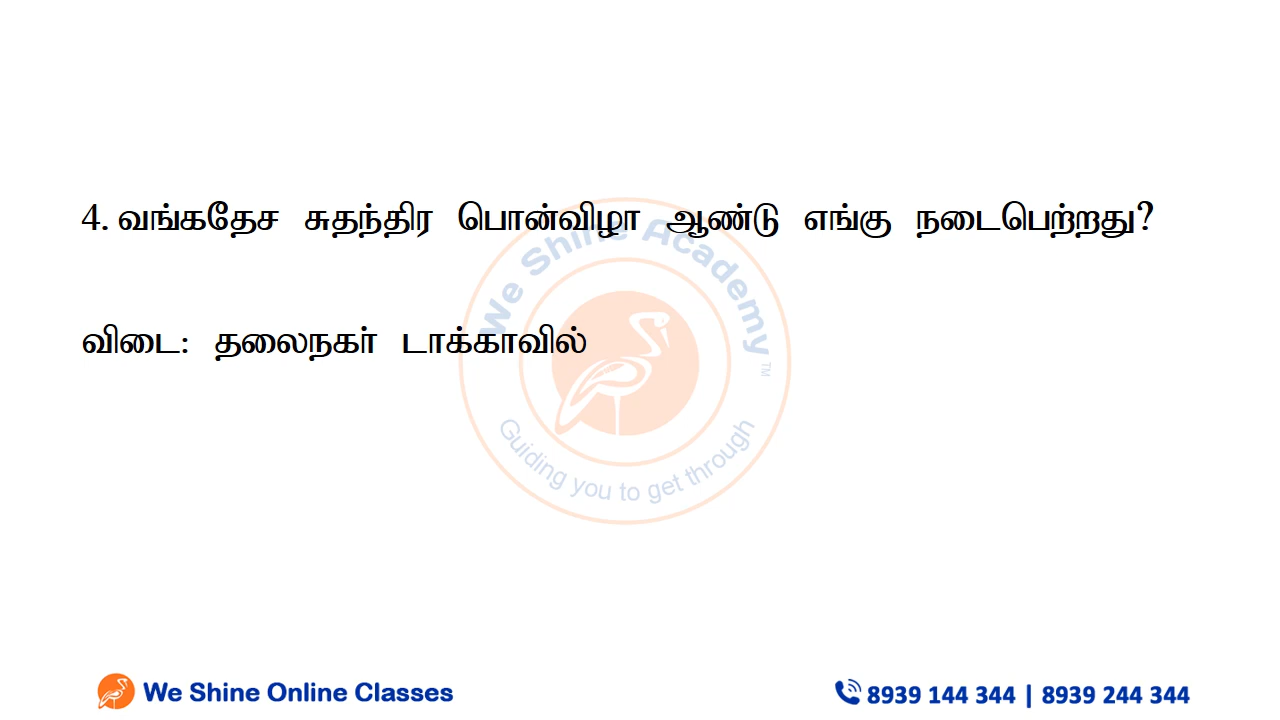 4. வங்கதேச சுதந்திர பொன்விழா ஆண்டு எங்கு நடைபெற்றது?
We Shine Academy
TM
விடை: தலைநகர் டாக்காவில்
Guiding you to get through
We Shine Online Classes
8939 144 344 | 8939 244 344